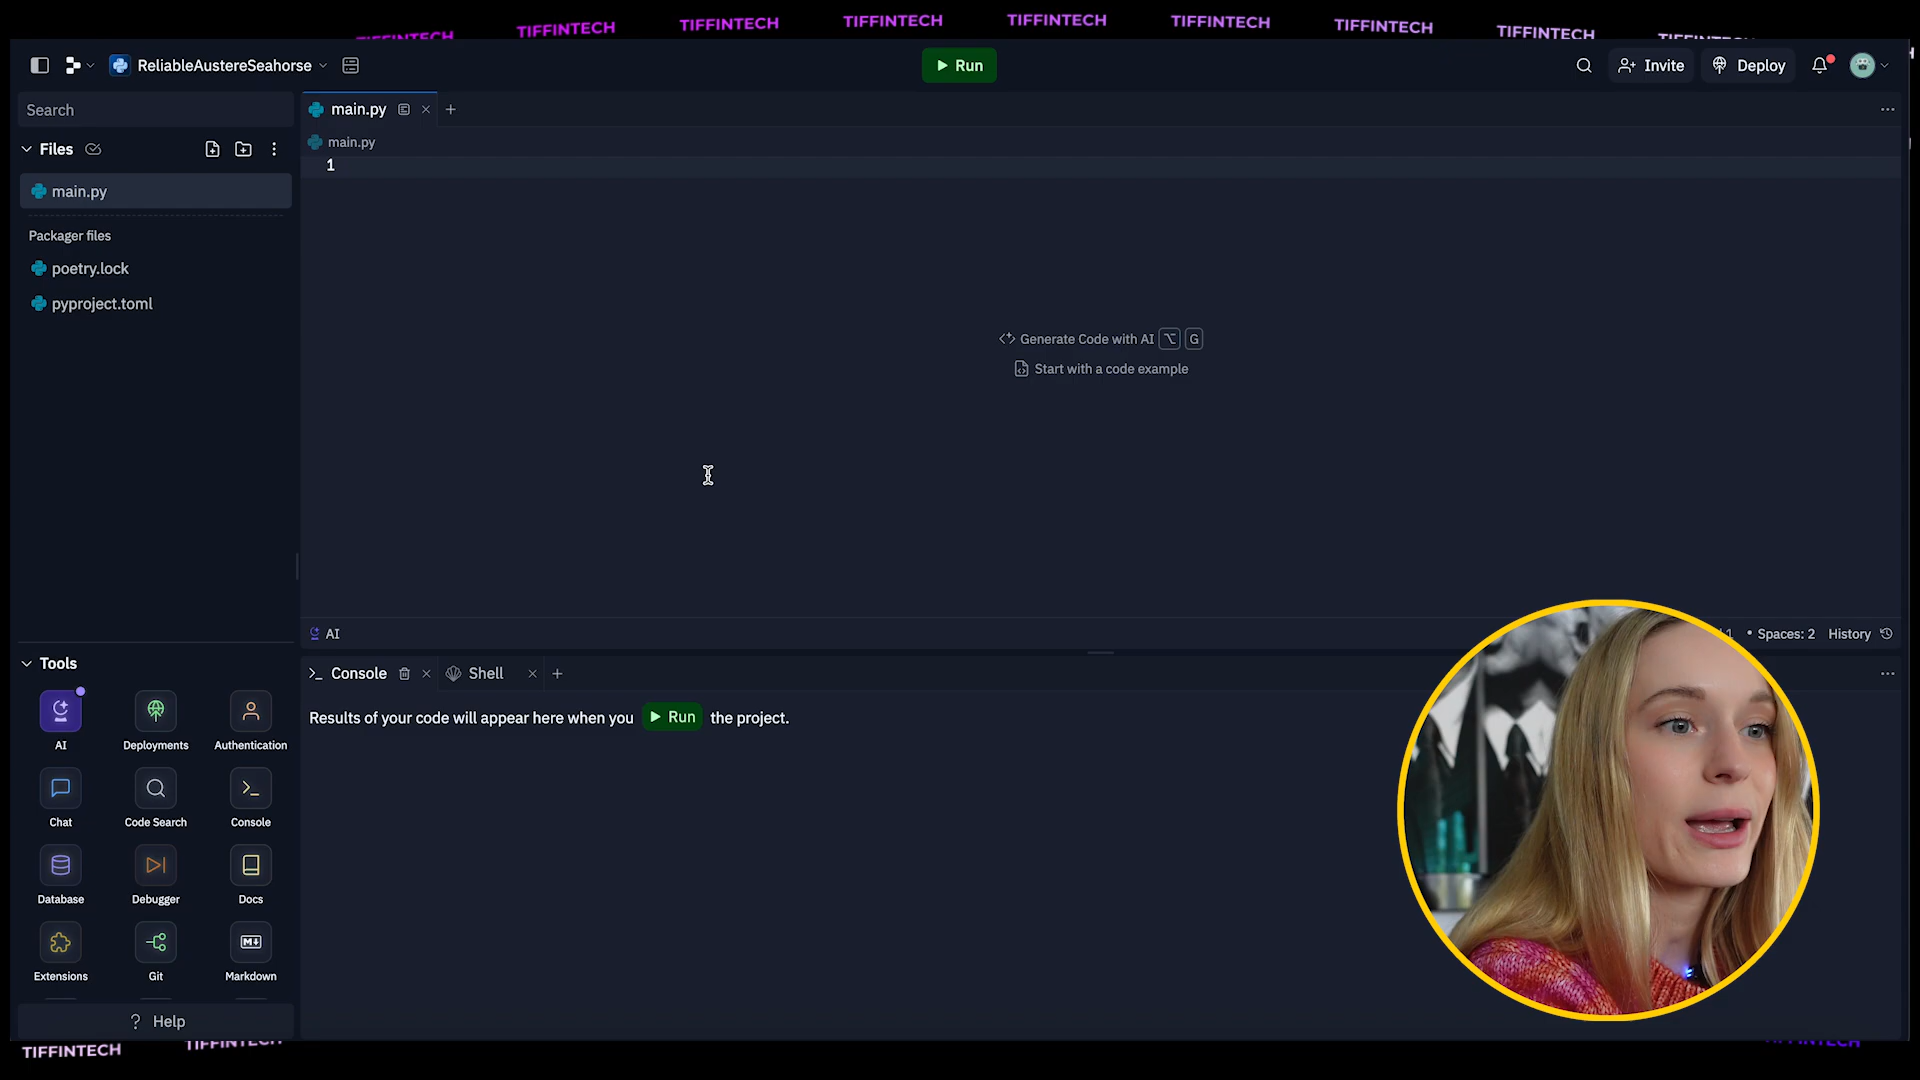 TIFFINTECH TIFFINTECH TIFFINTECH TIFFINTECH TIFFINTECH TIFFINTECH TIFFINTECH TIFFINTECH
ReliableAustereSeahorse
Run
Invite
Deploy
Search
Files
main.py
Packager files
poetry.lock
pyproject.toml
main.py
main.py
1
Generate Code with AI ⌥ G
Start with a code example
AI
Spaces: 2 History
Console Shell
Results of your code will appear here when you Run the project.
Tools
AI Deployments Authentication
Chat Code Search Console
Database Debugger Docs
Extensions Git Markdown
? Help
TIFFINTECH TIFFINTECH